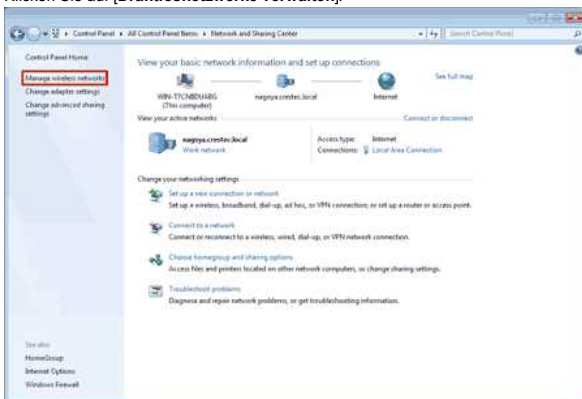 Klicken Sie auf [Drahtlosnetzwerke verwalten].
Control Panel ▸ All Control Panel Items ▸ Network and Sharing Center
Search Control Panel
Control Panel Home
Manage wireless networks
Change adapter settings
Change advanced sharing
settings
View your basic network information and set up connections
See full map
(This computer)
nagoya.crestec.local
Internet
View your active networks
Connect or disconnect
nagoya.crestec.local
Work network
Access type: Internet
Connections: Local Area Connection
Change your networking settings
Set up a new connection or network
Set up a wireless, broadband, dial-up, ad hoc, or VPN connection; or set up a router or access point.
Connect to a network
Connect or reconnect to a wireless, wired, dial-up, or VPN network connection.
Choose homegroup and sharing options
Access files and printers located on other network computers, or change sharing settings.
Troubleshoot problems
Diagnose and repair network problems, or get troubleshooting information.
See also
HomeGroup
Internet Options
Windows Firewall